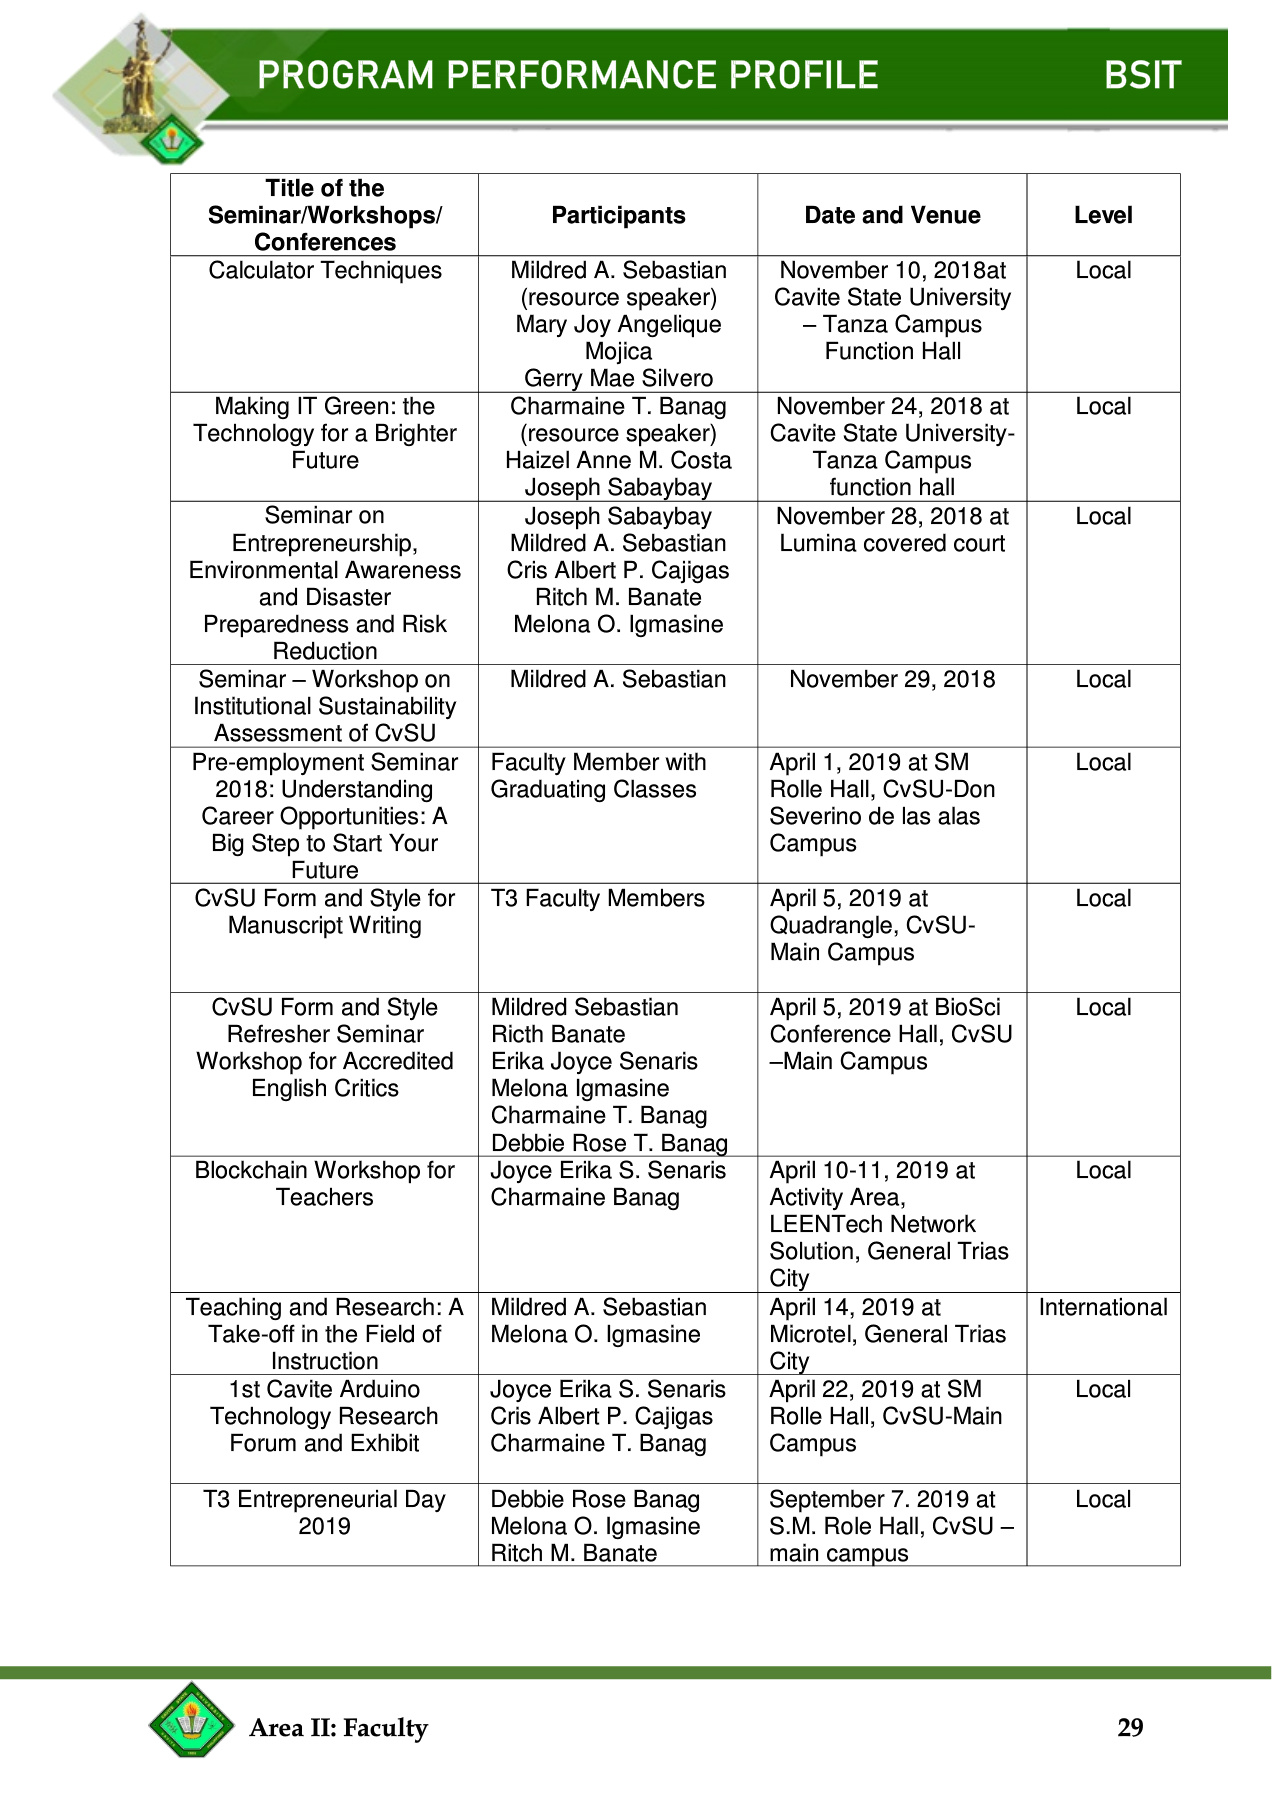 PROGRAM PERFORMANCE PROFILE BSIT
Title of the
Seminar/Workshops/
Conferences
Participants
Date and Venue
Level
Calculator Techniques
Mildred A. Sebastian
(resource speaker)
Mary Joy Angelique
Mojica
Gerry Mae Silvero
November 10, 2018at
Cavite State University
– Tanza Campus
Function Hall
Local
Making IT Green: the
Technology for a Brighter
Future
Charmaine T. Banag
(resource speaker)
Haizel Anne M. Costa
Joseph Sabaybay
November 24, 2018 at
Cavite State University-
Tanza Campus
function hall
Local
Seminar on
Entrepreneurship,
Environmental Awareness
and Disaster
Preparedness and Risk
Reduction
Joseph Sabaybay
Mildred A. Sebastian
Cris Albert P. Cajigas
Ritch M. Banate
Melona O. Igmasine
November 28, 2018 at
Lumina covered court
Local
Seminar – Workshop on
Institutional Sustainability
Assessment of CvSU
Mildred A. Sebastian
November 29, 2018
Local
Pre-employment Seminar
2018: Understanding
Career Opportunities: A
Big Step to Start Your
Future
Faculty Member with
Graduating Classes
April 1, 2019 at SM
Rolle Hall, CvSU-Don
Severino de las alas
Campus
Local
CvSU Form and Style for
Manuscript Writing
T3 Faculty Members
April 5, 2019 at
Quadrangle, CvSU-
Main Campus
Local
CvSU Form and Style
Refresher Seminar
Workshop for Accredited
English Critics
Mildred Sebastian
Ricth Banate
Erika Joyce Senaris
Melona Igmasine
Charmaine T. Banag
Debbie Rose T. Banag
April 5, 2019 at BioSci
Conference Hall, CvSU
–Main Campus
Local
Blockchain Workshop for
Teachers
Joyce Erika S. Senaris
Charmaine Banag
April 10-11, 2019 at
Activity Area,
LEENTech Network
Solution, General Trias
City
Local
Teaching and Research: A
Take-off in the Field of
Instruction
Mildred A. Sebastian
Melona O. Igmasine
April 14, 2019 at
Microtel, General Trias
City
International
1st Cavite Arduino
Technology Research
Forum and Exhibit
Joyce Erika S. Senaris
Cris Albert P. Cajigas
Charmaine T. Banag
April 22, 2019 at SM
Rolle Hall, CvSU-Main
Campus
Local
T3 Entrepreneurial Day
2019
Debbie Rose Banag
Melona O. Igmasine
Ritch M. Banate
September 7. 2019 at
S.M. Role Hall, CvSU –
main campus
Local
Area II: Faculty
29